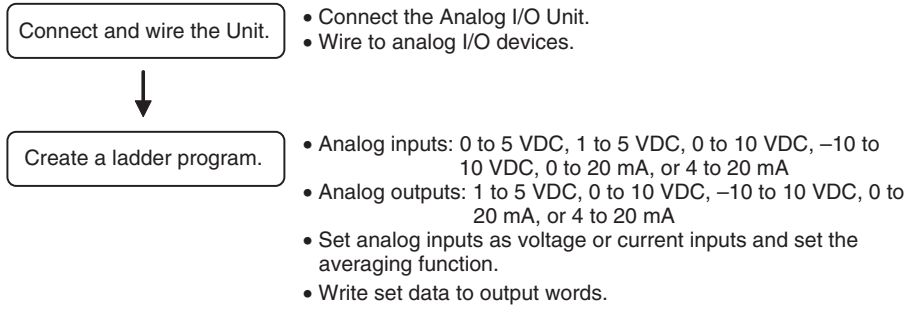 Connect and wire the Unit.
• Connect the Analog I/O Unit.
• Wire to analog I/O devices.
Create a ladder program.
• Analog inputs: 0 to 5 VDC, 1 to 5 VDC, 0 to 10 VDC, –10 to
10 VDC, 0 to 20 mA, or 4 to 20 mA
• Analog outputs: 1 to 5 VDC, 0 to 10 VDC, –10 to 10 VDC, 0 to
20 mA, or 4 to 20 mA
• Set analog inputs as voltage or current inputs and set the
averaging function.
• Write set data to output words.